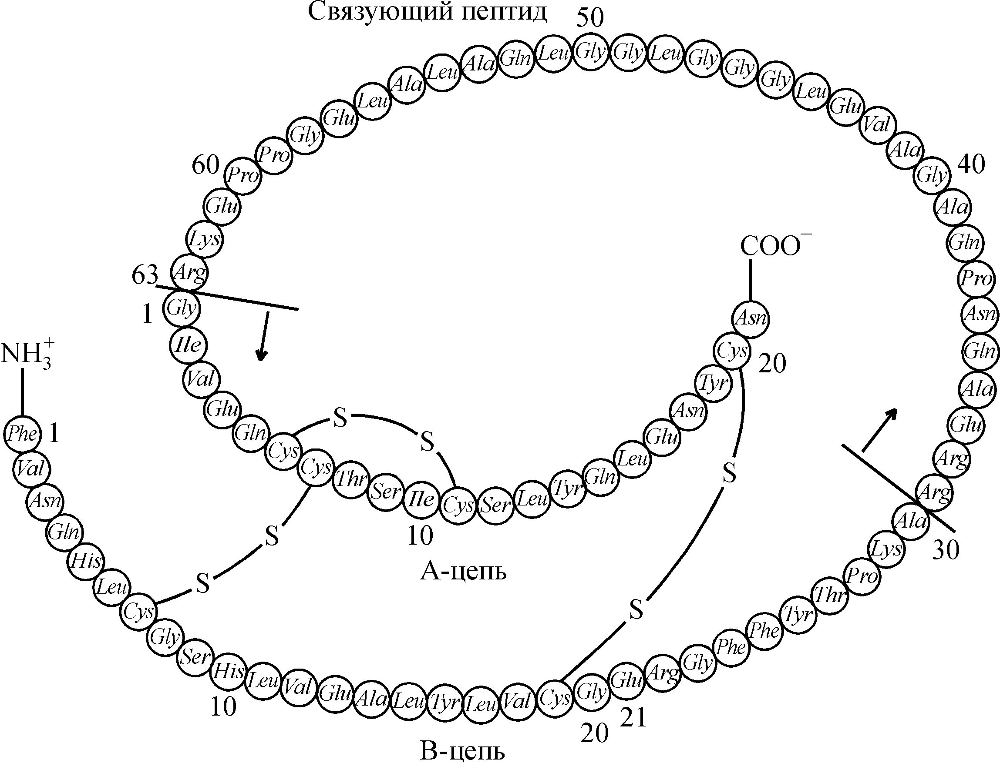 Связующий пептид
50
40
60
63
1
NH3+
Phe
1
Val
Asn
Gln
His
Leu
Cys
Gly
Ser
His
10
Leu
Val
Glu
Ala
Leu
Tyr
Leu
Val
Cys
Gly
20
Glu
21
Arg
Gly
Phe
Phe
Tyr
Thr
Pro
Lys
Ala
30
Arg
Arg
Glu
Ala
Gln
Asn
Pro
Gln
Ala
Gly
Ala
Val
Glu
Leu
Gly
Gly
Gly
Leu
Gly
Gly
Leu
Gln
Ala
Leu
Ala
Leu
Glu
Gly
Pro
Pro
Glu
Lys
Arg
Gly
Ile
Val
Glu
Gln
Cys
Cys
Thr
Ser
Ile
10
Cys
Ser
Leu
Tyr
Gln
Leu
Glu
Asn
Tyr
Cys
20
Asn
COO−
S
S
S
S
S
S
А-цепь
В-цепь